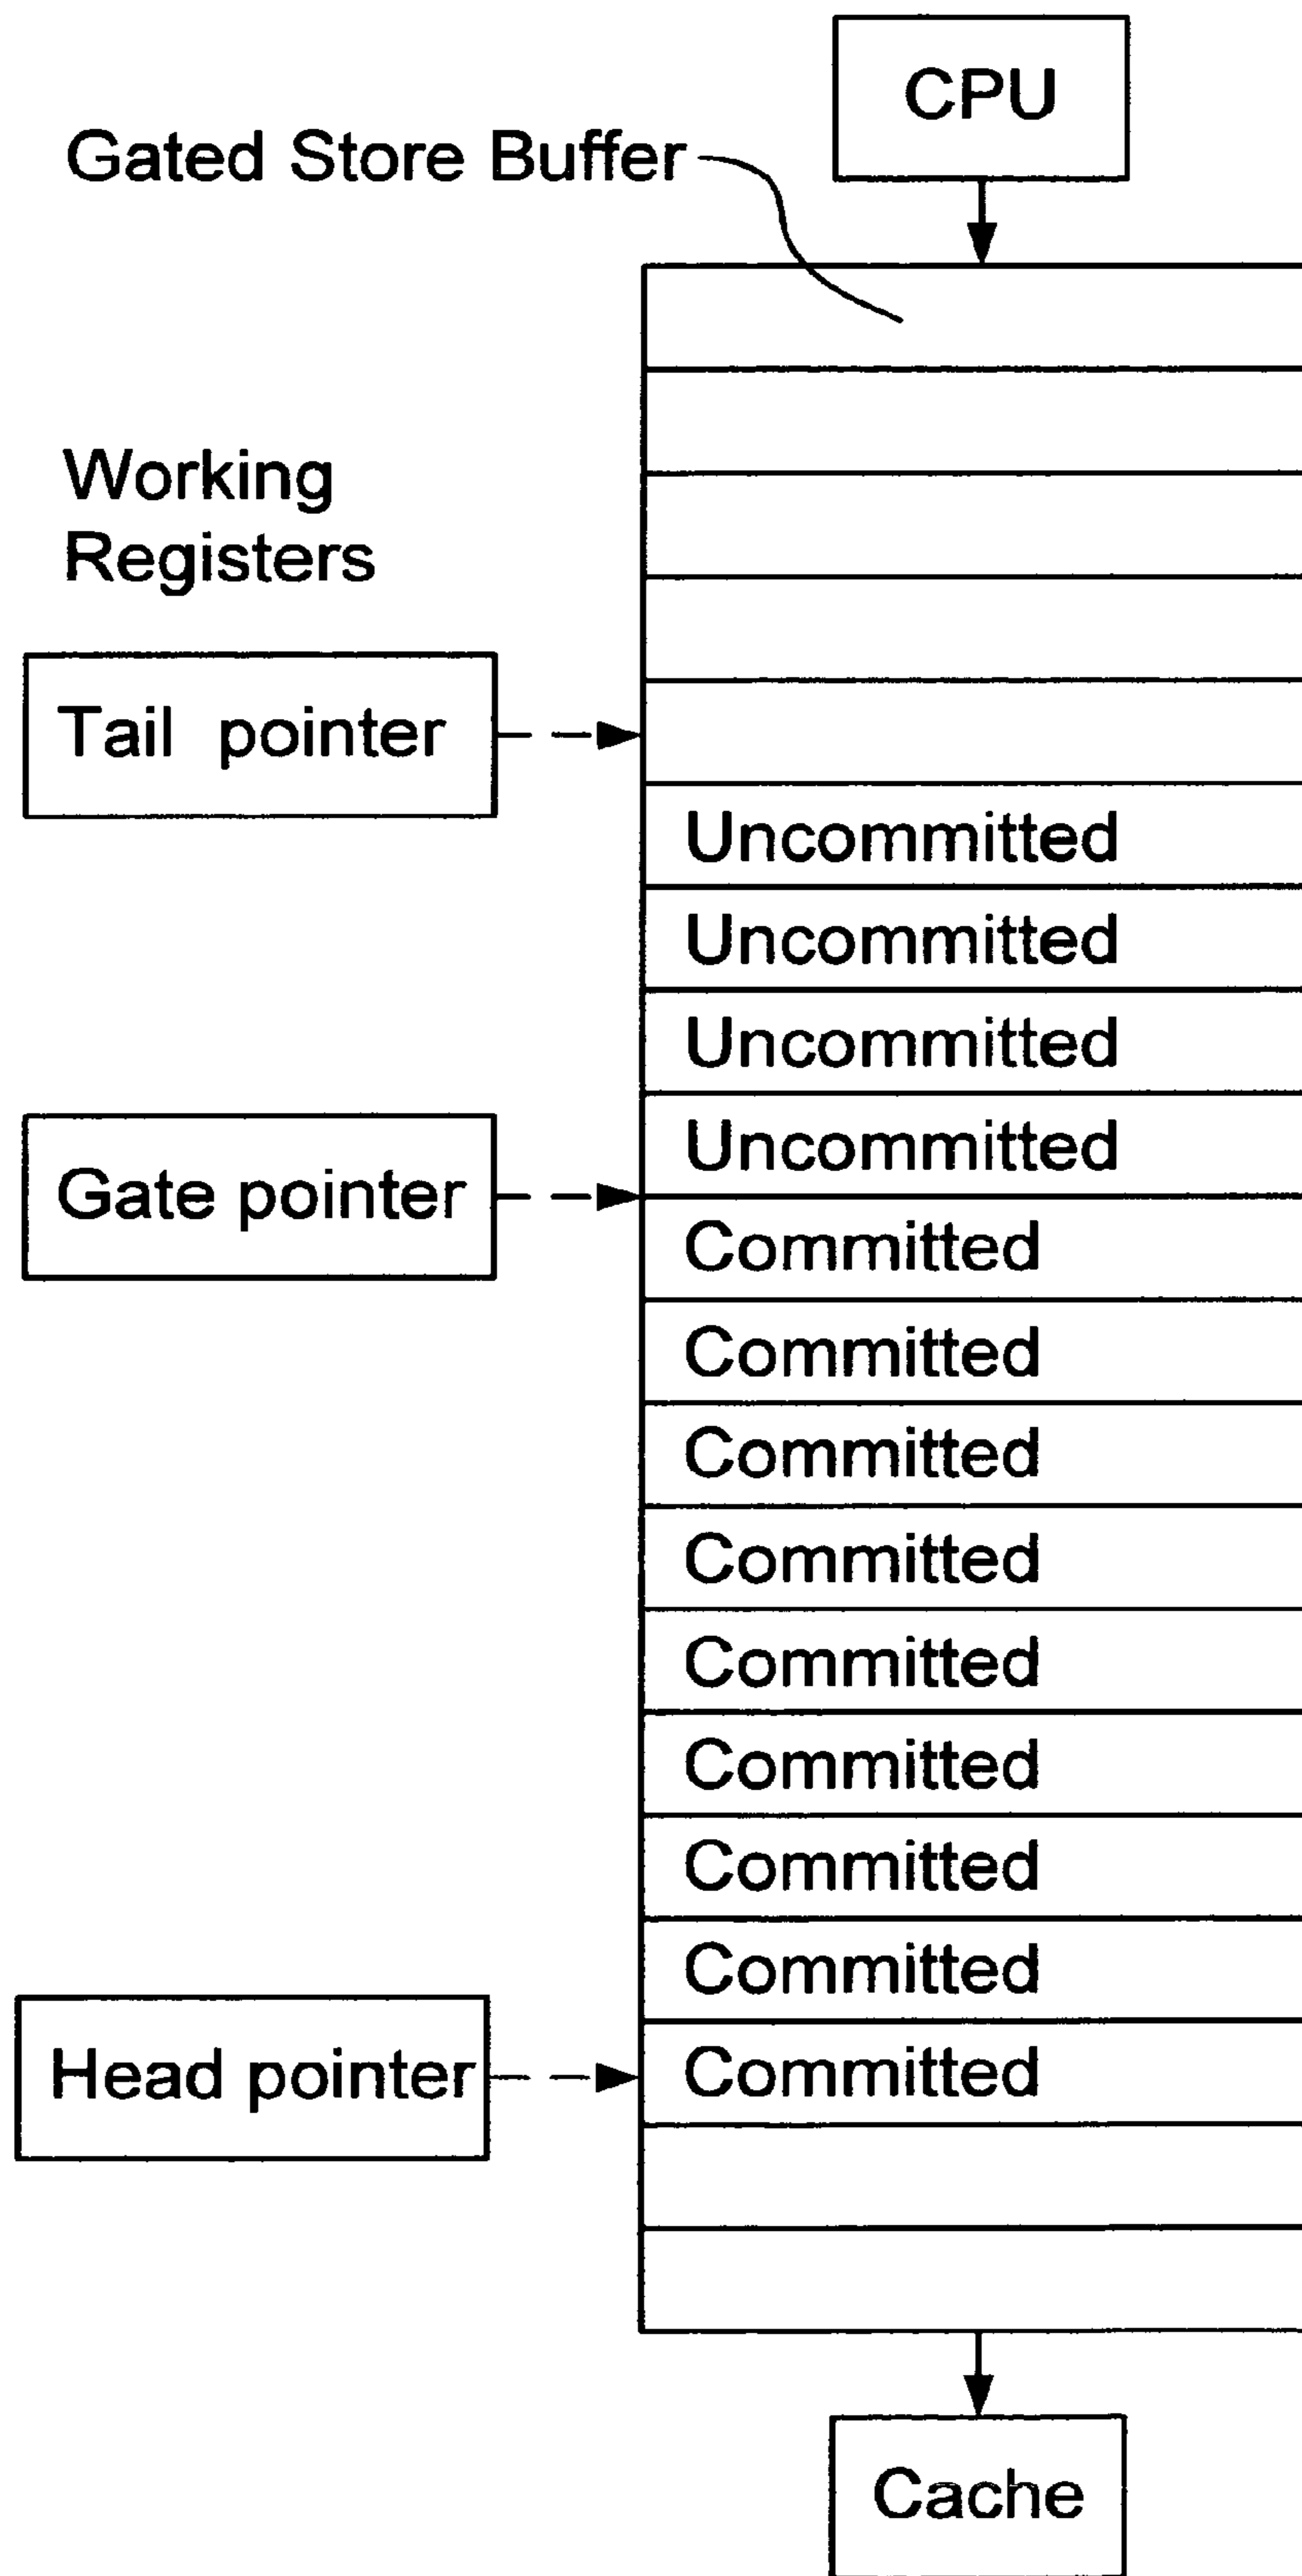 CPU
Gated Store Buffer
Working
Registers
Tail pointer
Uncommitted
Uncommitted
Uncommitted
Uncommitted
Gate pointer
Committed
Committed
Committed
Committed
Committed
Committed
Committed
Committed
Head pointer
Committed
Cache